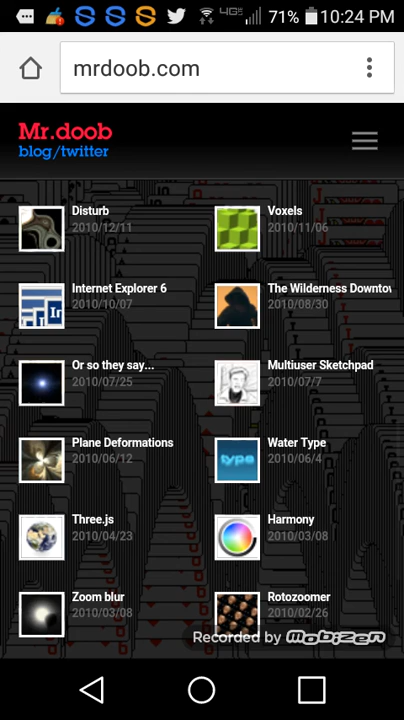 4G
71% 10:24 PM
mrdoob.com
Mr.doob
blog/twitter
Disturb
2010/12/11
Voxels
2010/11/06
Internet Explorer 6
2010/10/07
The Wilderness Downtow
2010/08/30
Or so they say...
2010/07/25
Multiuser Sketchpad
2010/07/7
Plane Deformations
2010/06/12
type
Water Type
2010/06/4
Three.js
2010/04/23
Harmony
2010/03/08
Zoom blur
2010/03/08
Rotozoomer
2010/02/26
Recorded by mobizen